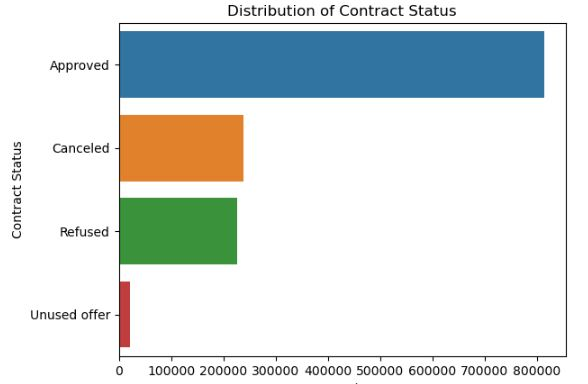 Distribution of Contract Status
Contract Status
Approved
Canceled
Refused
Unused offer
0 100000 200000 300000 400000 500000 600000 700000 800000